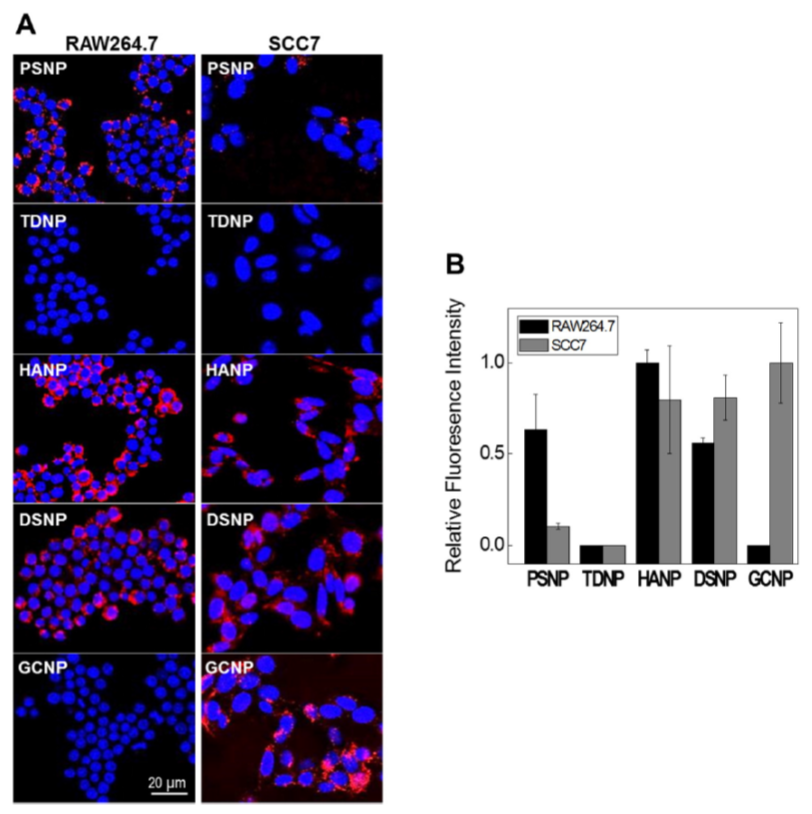 A
RAW264.7 SCC7
PSNP PSNP
TDNP TDNP
HANP HANP
DSNP DSNP
GCNP GCNP
20 µm
B
Relative Fluoresence Intensity
RAW264.7
SCC7
1.0
0.5
0.0
PSNP TDNP HANP DSNP GCNP